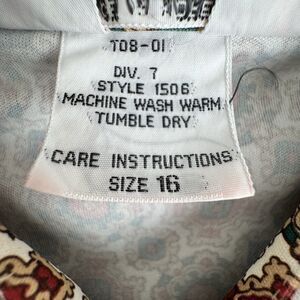 T08-01
DIV. 7
STYLE 1506
MACHINE WASH WARM
TUMBLE DRY
CARE INSTRUCTIONS
SIZE 16